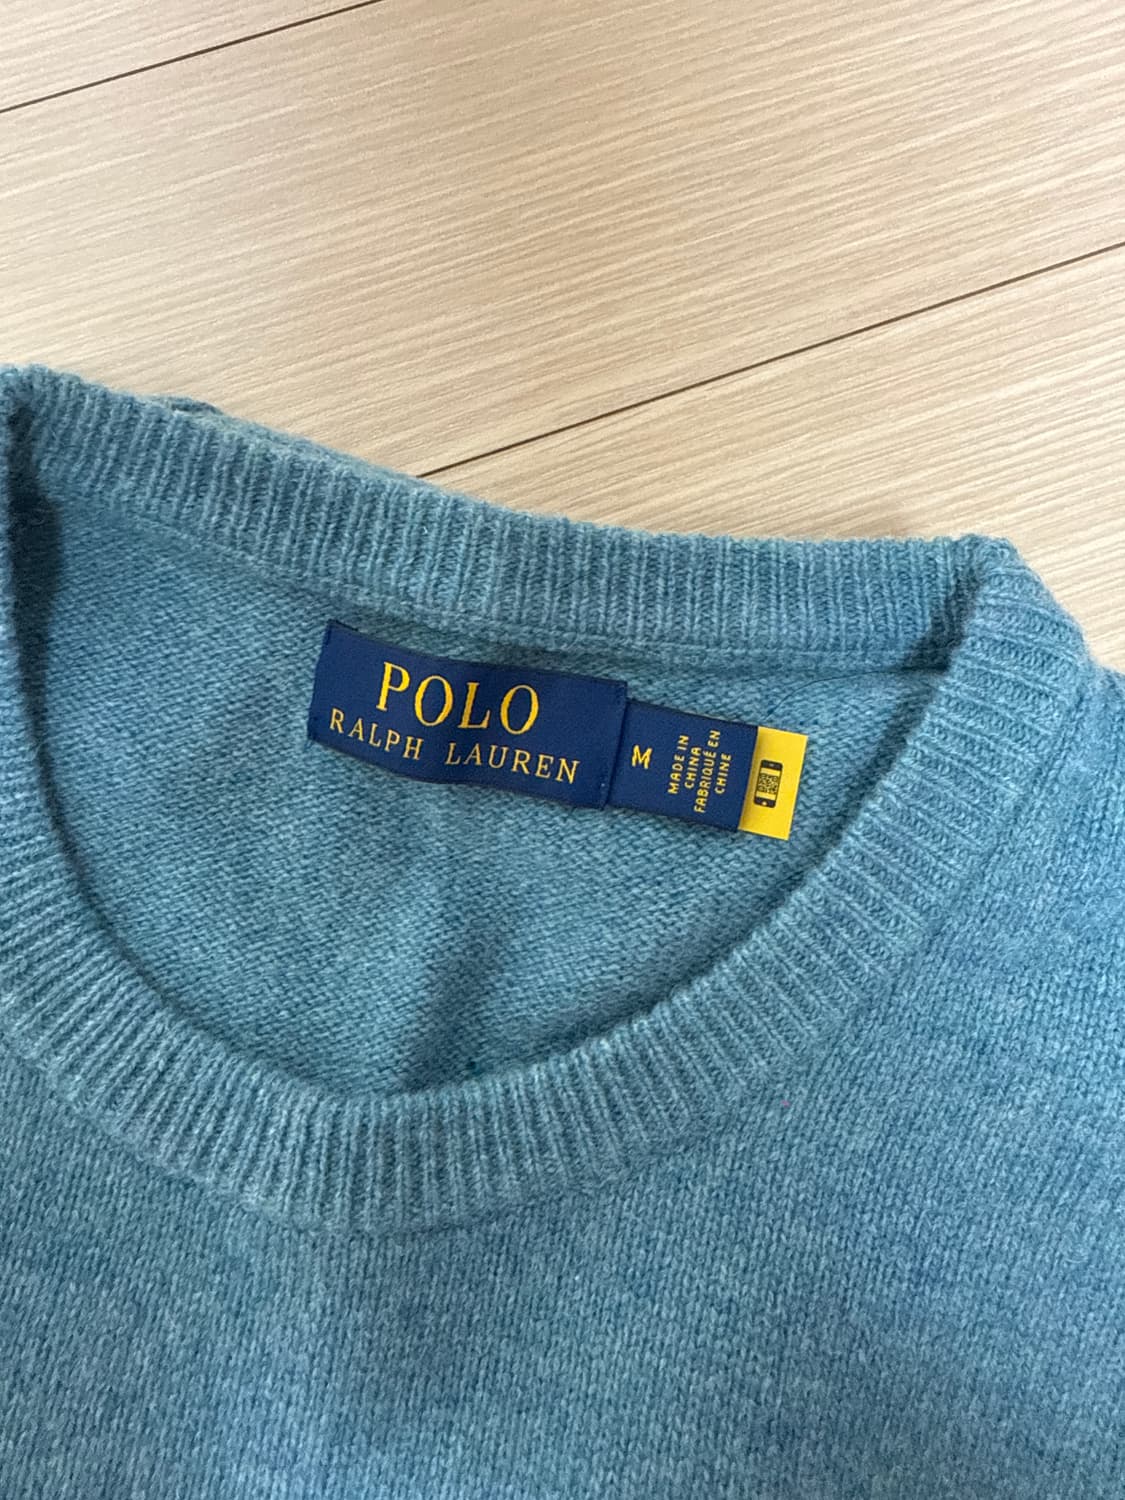 POLO
RALPH LAUREN
M
MADE IN
CHINA
FABRIQUÉ EN
CHINE